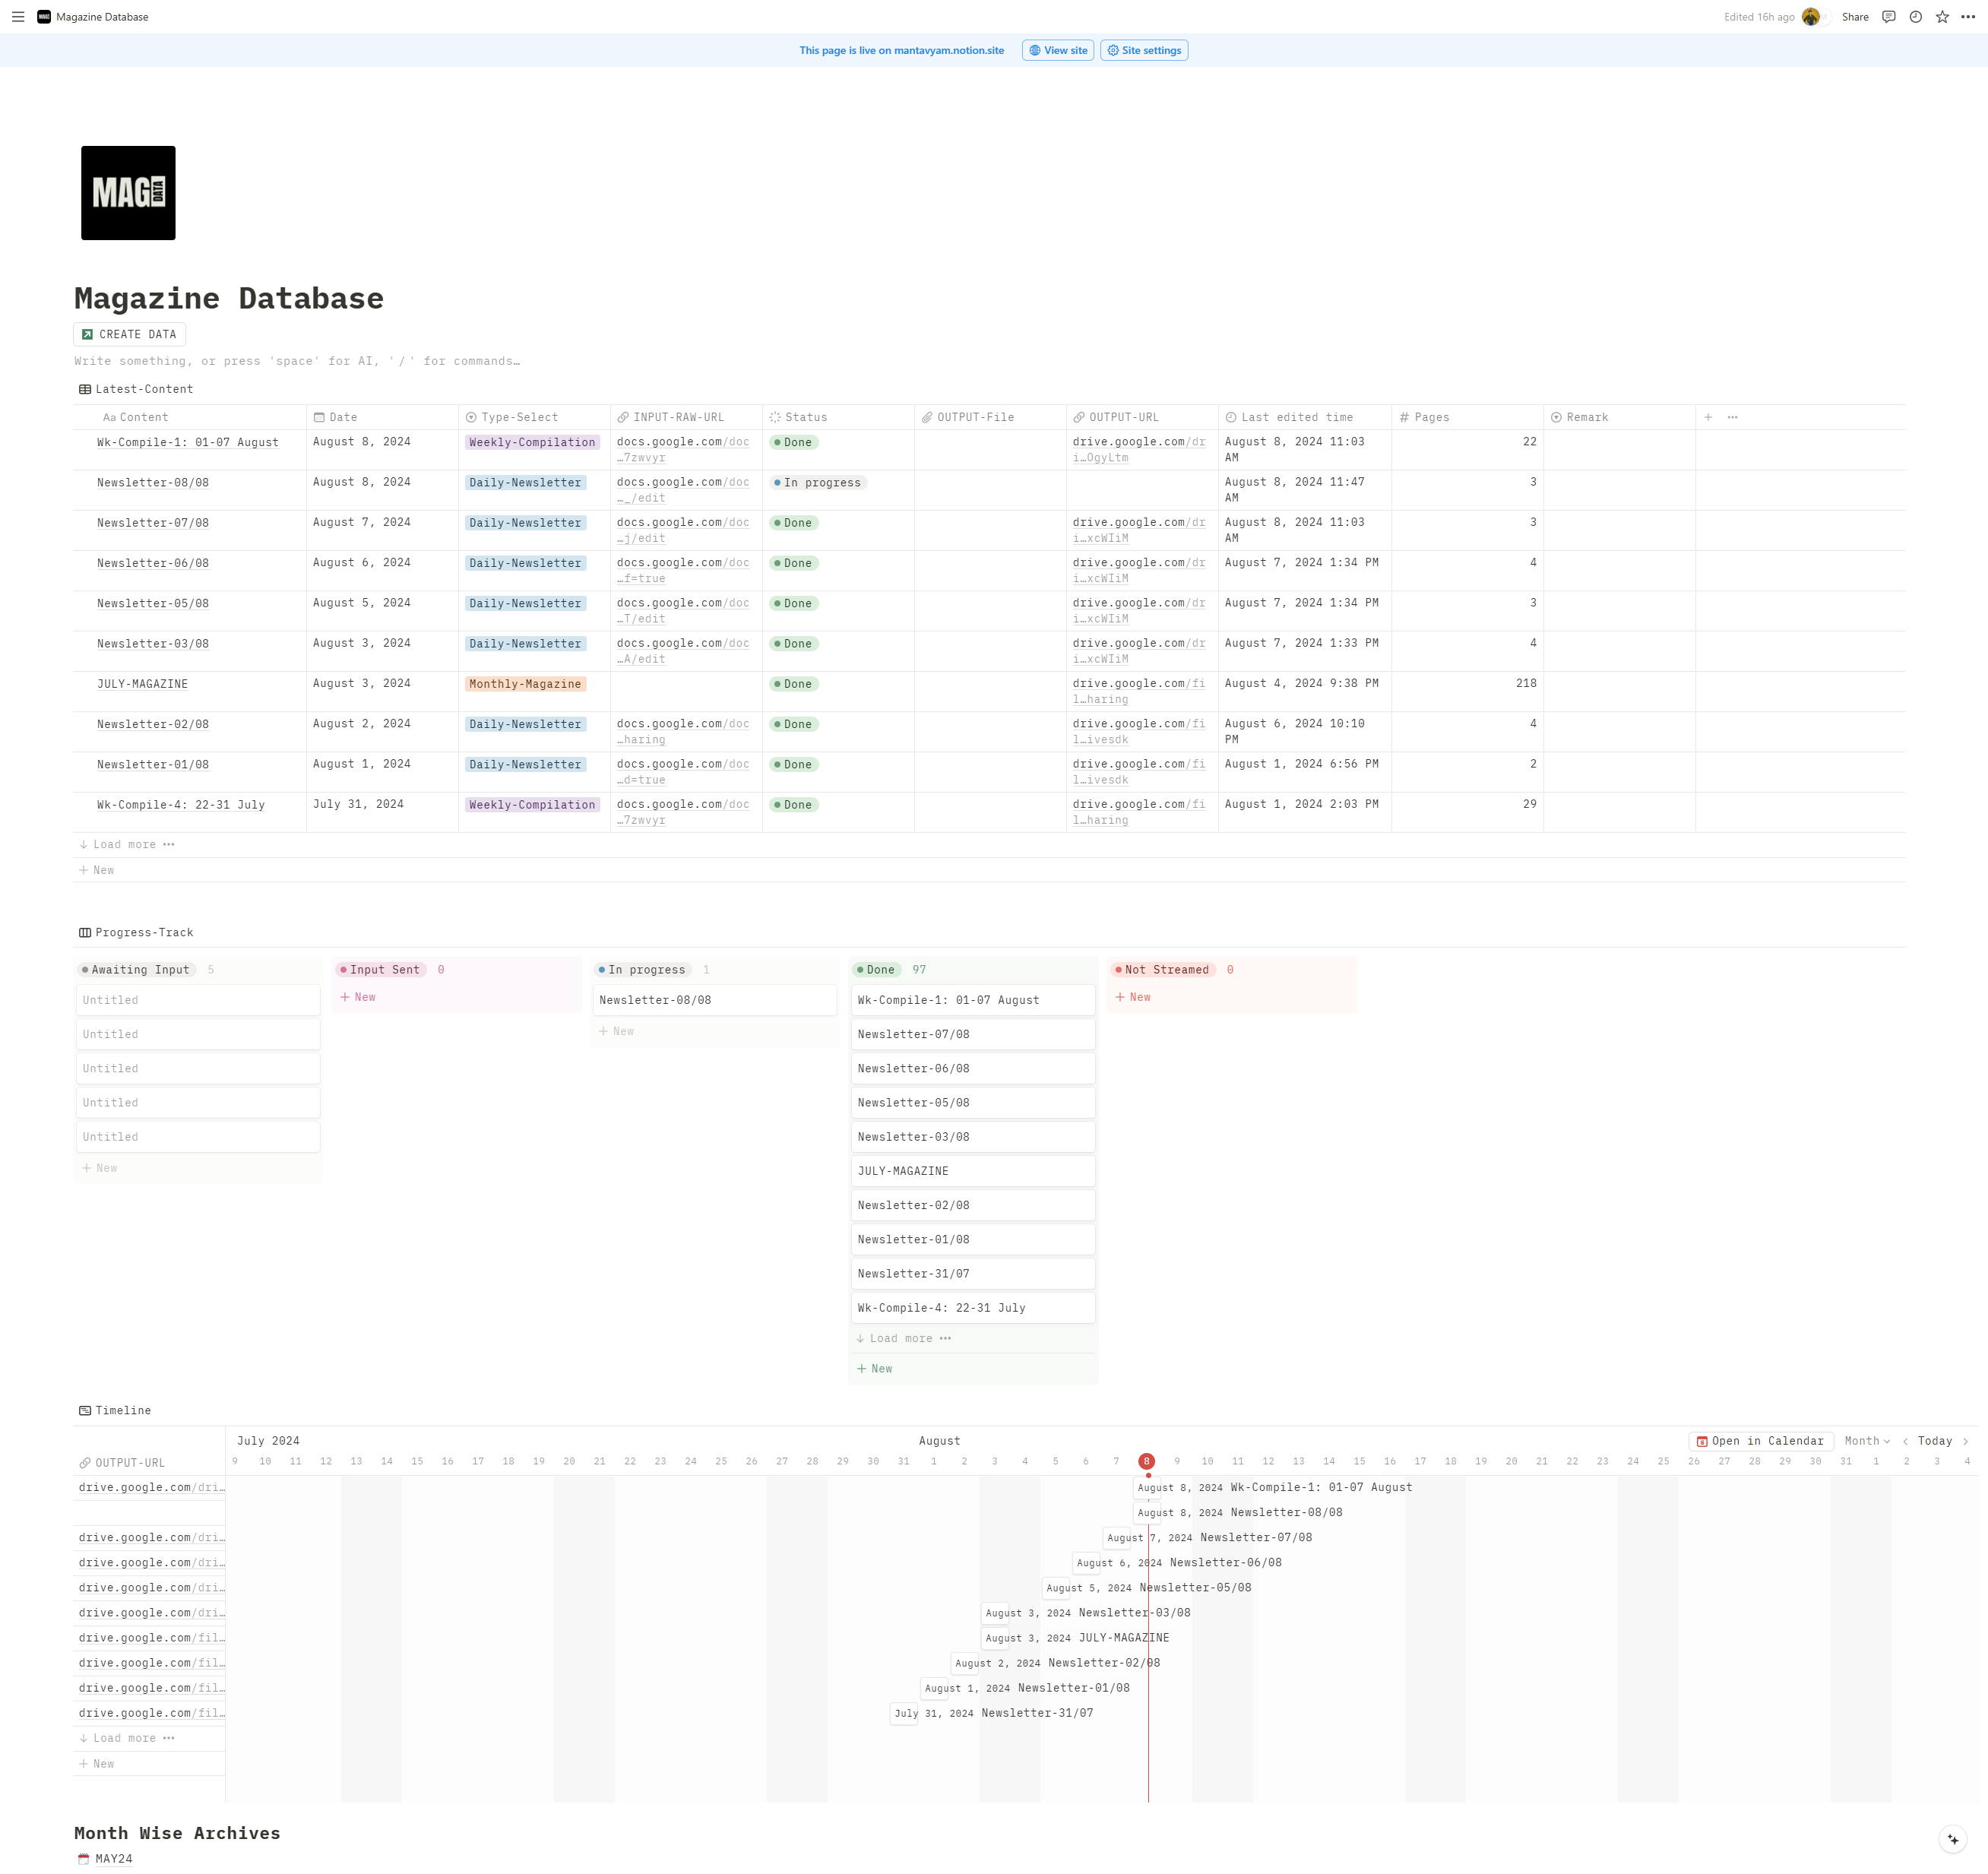 Magazine Database
Edited 16h ago
Share
This page is live on mantavyam.notion.site
View site
Site settings
MAG DATA
Magazine Database
CREATE DATA
Write something, or press 'space' for AI, '/' for commands…
Latest-Content
Aa Content Date Type-Select INPUT-RAW-URL Status OUTPUT-File OUTPUT-URL Last edited time # Pages Remark
Wk-Compile-1: 01-07 August August 8, 2024 Weekly-Compilation docs.google.com/doc Done drive.google.com/dr August 8, 2024 11:03 22
…7zwvyr i…OgyLtm AM
Newsletter-08/08 August 8, 2024 Daily-Newsletter docs.google.com/doc In progress August 8, 2024 11:47 3
…_/edit AM
Newsletter-07/08 August 7, 2024 Daily-Newsletter docs.google.com/doc Done drive.google.com/dr August 8, 2024 11:03 3
…j/edit i…xcWIiM AM
Newsletter-06/08 August 6, 2024 Daily-Newsletter docs.google.com/doc Done drive.google.com/dr August 7, 2024 1:34 PM 4
…f=true i…xcWIiM
Newsletter-05/08 August 5, 2024 Daily-Newsletter docs.google.com/doc Done drive.google.com/dr August 7, 2024 1:34 PM 3
…T/edit i…xcWIiM
Newsletter-03/08 August 3, 2024 Daily-Newsletter docs.google.com/doc Done drive.google.com/dr August 7, 2024 1:33 PM 4
…A/edit i…xcWIiM
JULY-MAGAZINE August 3, 2024 Monthly-Magazine Done drive.google.com/fi August 4, 2024 9:38 PM 218
l…haring
Newsletter-02/08 August 2, 2024 Daily-Newsletter docs.google.com/doc Done drive.google.com/fi August 6, 2024 10:10 4
…haring l…ivesdk PM
Newsletter-01/08 August 1, 2024 Daily-Newsletter docs.google.com/doc Done drive.google.com/fi August 1, 2024 6:56 PM 2
…d=true l…ivesdk
Wk-Compile-4: 22-31 July July 31, 2024 Weekly-Compilation docs.google.com/doc Done drive.google.com/fi August 1, 2024 2:03 PM 29
…7zwvyr l…haring
Load more
New
Progress-Track
Awaiting Input 5
Untitled
Untitled
Untitled
Untitled
Untitled
New
Input Sent 0
New
In progress 1
Newsletter-08/08
New
Done 97
Wk-Compile-1: 01-07 August
Newsletter-07/08
Newsletter-06/08
Newsletter-05/08
Newsletter-03/08
JULY-MAGAZINE
Newsletter-02/08
Newsletter-01/08
Newsletter-31/07
Wk-Compile-4: 22-31 July
Load more
New
Not Streamed 0
New
Timeline
July 2024 August Open in Calendar Month Today
OUTPUT-URL 9 10 11 12 13 14 15 16 17 18 19 20 21 22 23 24 25 26 27 28 29 30 31 1 2 3 4 5 6 7 8 9 10 11 12 13 14 15 16 17 18 19 20 21 22 23 24 25 26 27 28 29 30 31 1 2 3 4
drive.google.com/dri… August 8, 2024 Wk-Compile-1: 01-07 August
August 8, 2024 Newsletter-08/08
drive.google.com/dri… August 7, 2024 Newsletter-07/08
drive.google.com/dri… August 6, 2024 Newsletter-06/08
drive.google.com/dri… August 5, 2024 Newsletter-05/08
drive.google.com/dri… August 3, 2024 Newsletter-03/08
drive.google.com/fil… August 3, 2024 JULY-MAGAZINE
drive.google.com/fil… August 2, 2024 Newsletter-02/08
drive.google.com/fil… August 1, 2024 Newsletter-01/08
drive.google.com/fil… July 31, 2024 Newsletter-31/07
Load more
New
Month Wise Archives
MAY24